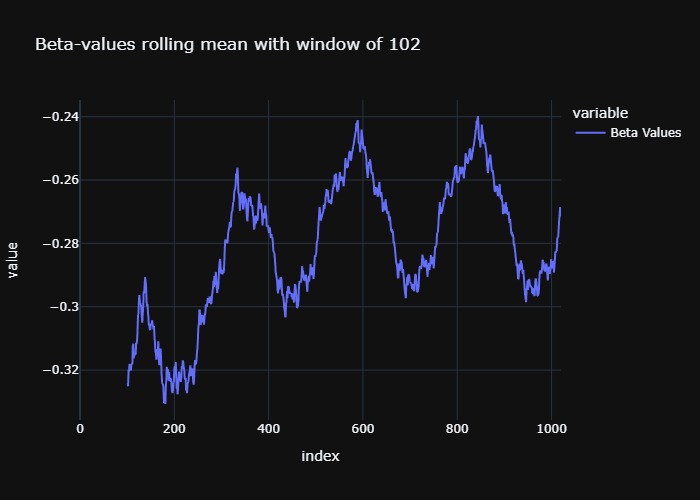 Beta-values rolling mean with window of 102
variable
Beta Values
−0.24
−0.26
−0.28
−0.3
−0.32
value
0
200
400
600
800
1000
index